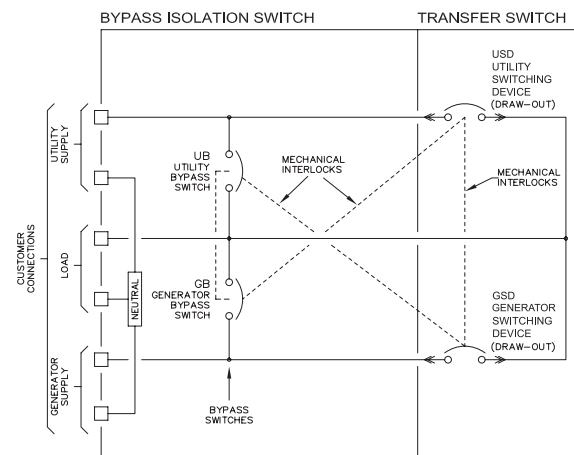 BYPASS ISOLATION SWITCH
TRANSFER SWITCH
USD
UTILITY
SWITCHING
DEVICE
(DRAW-OUT)
UB
UTILITY
BYPASS
SWITCH
MECHANICAL
INTERLOCKS
MECHANICAL
INTERLOCKS
CUSTOMER
CONNECTIONS
UTILITY
SUPPLY
LOAD
GENERATOR
SUPPLY
NEUTRAL
GB
GENERATOR
BYPASS
SWITCH
GSD
GENERATOR
SWITCHING
DEVICE
(DRAW-OUT)
BYPASS
SWITCHES